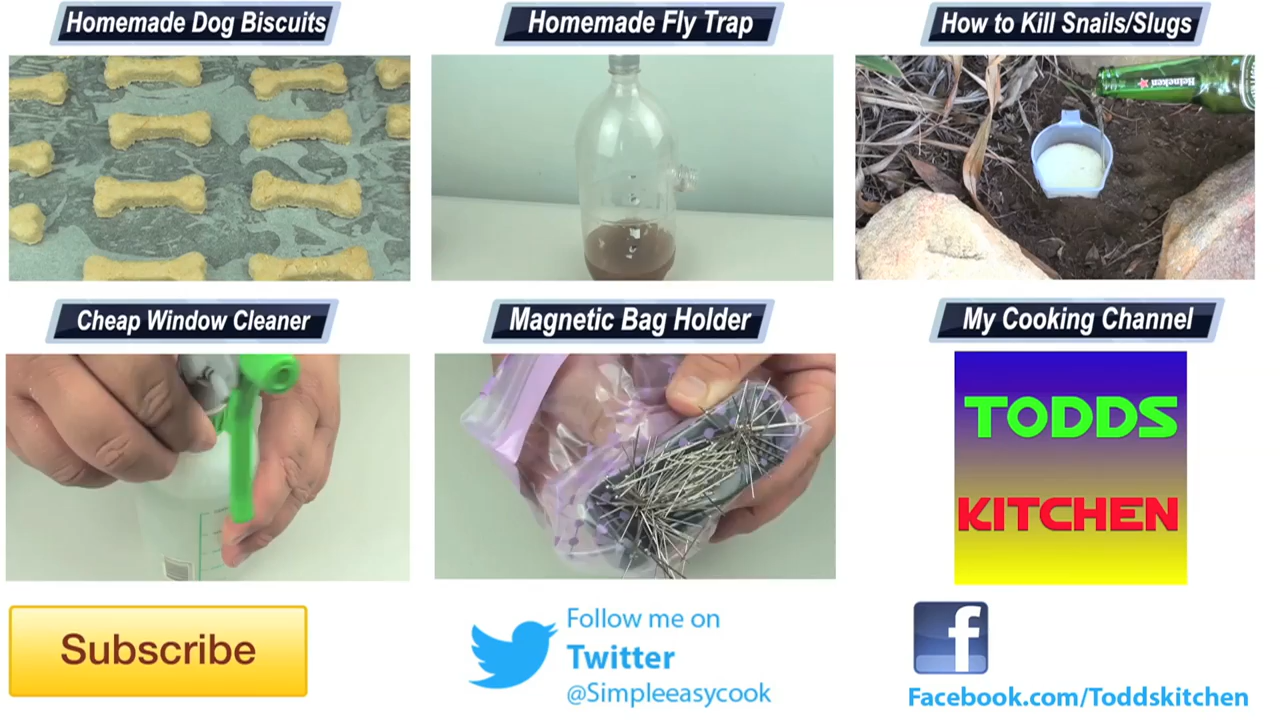 Homemade Dog Biscuits
Homemade Fly Trap
How to Kill Snails/Slugs
Heineken
Cheap Window Cleaner
Magnetic Bag Holder
My Cooking Channel
TODDS
KITCHEN
Subscribe
Follow me on
Twitter
@Simpleeasycook
f
Facebook.com/Toddskitchen